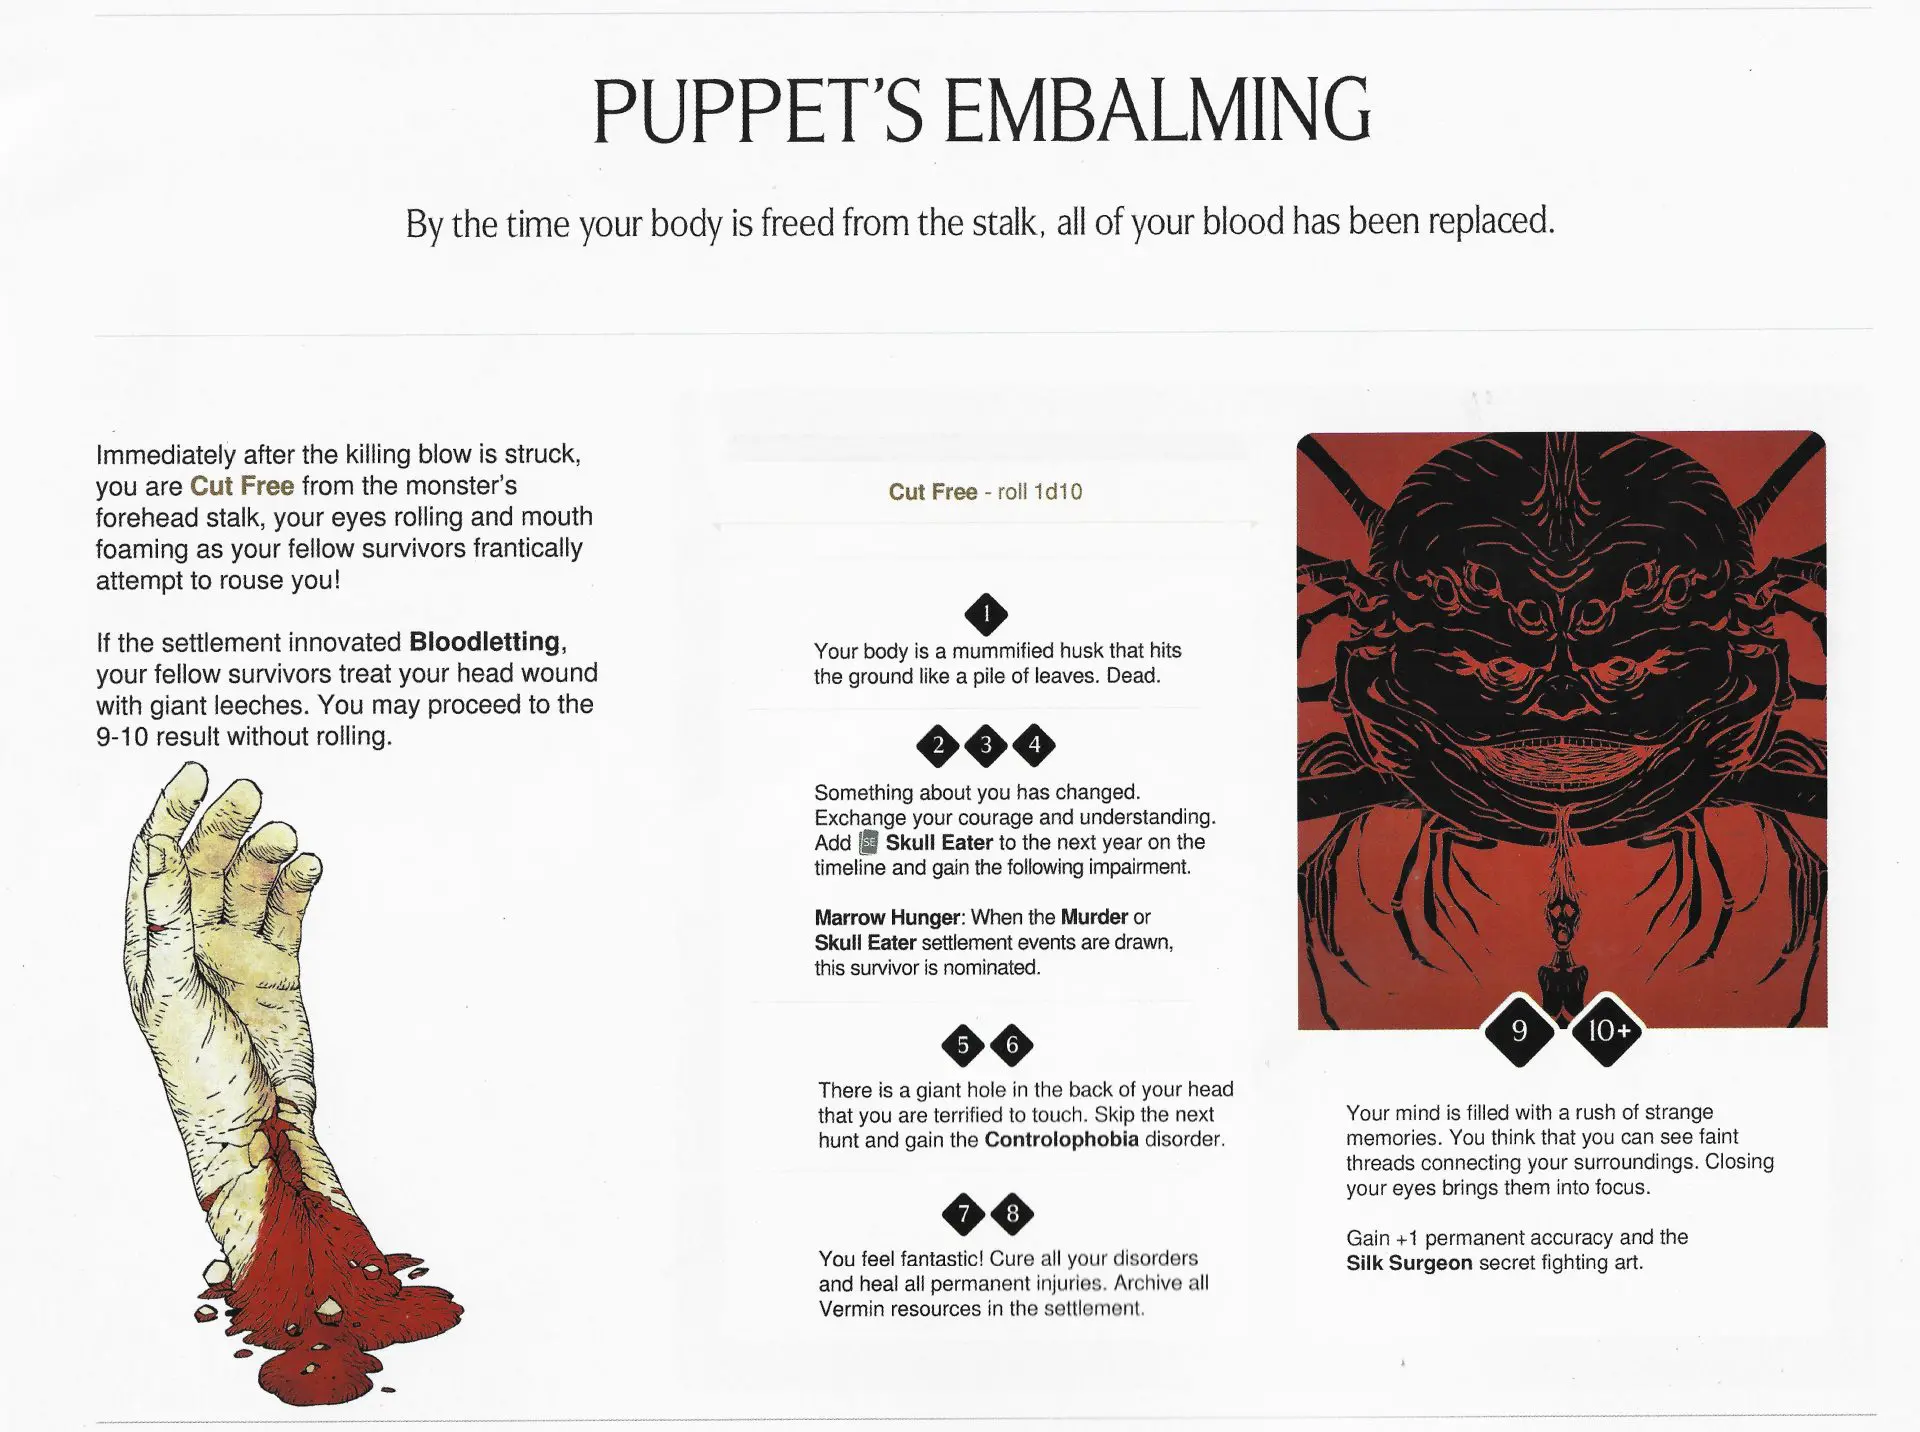 PUPPET'S EMBALMING
By the time your body is freed from the stalk, all of your blood has been replaced.
Immediately after the killing blow is struck,
you are Cut Free from the monster's
forehead stalk, your eyes rolling and mouth
foaming as your fellow survivors frantically
attempt to rouse you!
If the settlement innovated Bloodletting,
your fellow survivors treat your head wound
with giant leeches. You may proceed to the
9-10 result without rolling.
Cut Free - roll 1d10
1
Your body is a mummified husk that hits
the ground like a pile of leaves. Dead.
2 3 4
Something about you has changed.
Exchange your courage and understanding.
Add SE Skull Eater to the next year on the
timeline and gain the following impairment.
Marrow Hunger: When the Murder or
Skull Eater settlement events are drawn,
this survivor is nominated.
5 6
There is a giant hole in the back of your head
that you are terrified to touch. Skip the next
hunt and gain the Controlophobia disorder.
7 8
You feel fantastic! Cure all your disorders
and heal all permanent injuries. Archive all
Vermin resources in the settlement.
9 10+
Your mind is filled with a rush of strange
memories. You think that you can see faint
threads connecting your surroundings. Closing
your eyes brings them into focus.
Gain +1 permanent accuracy and the
Silk Surgeon secret fighting art.